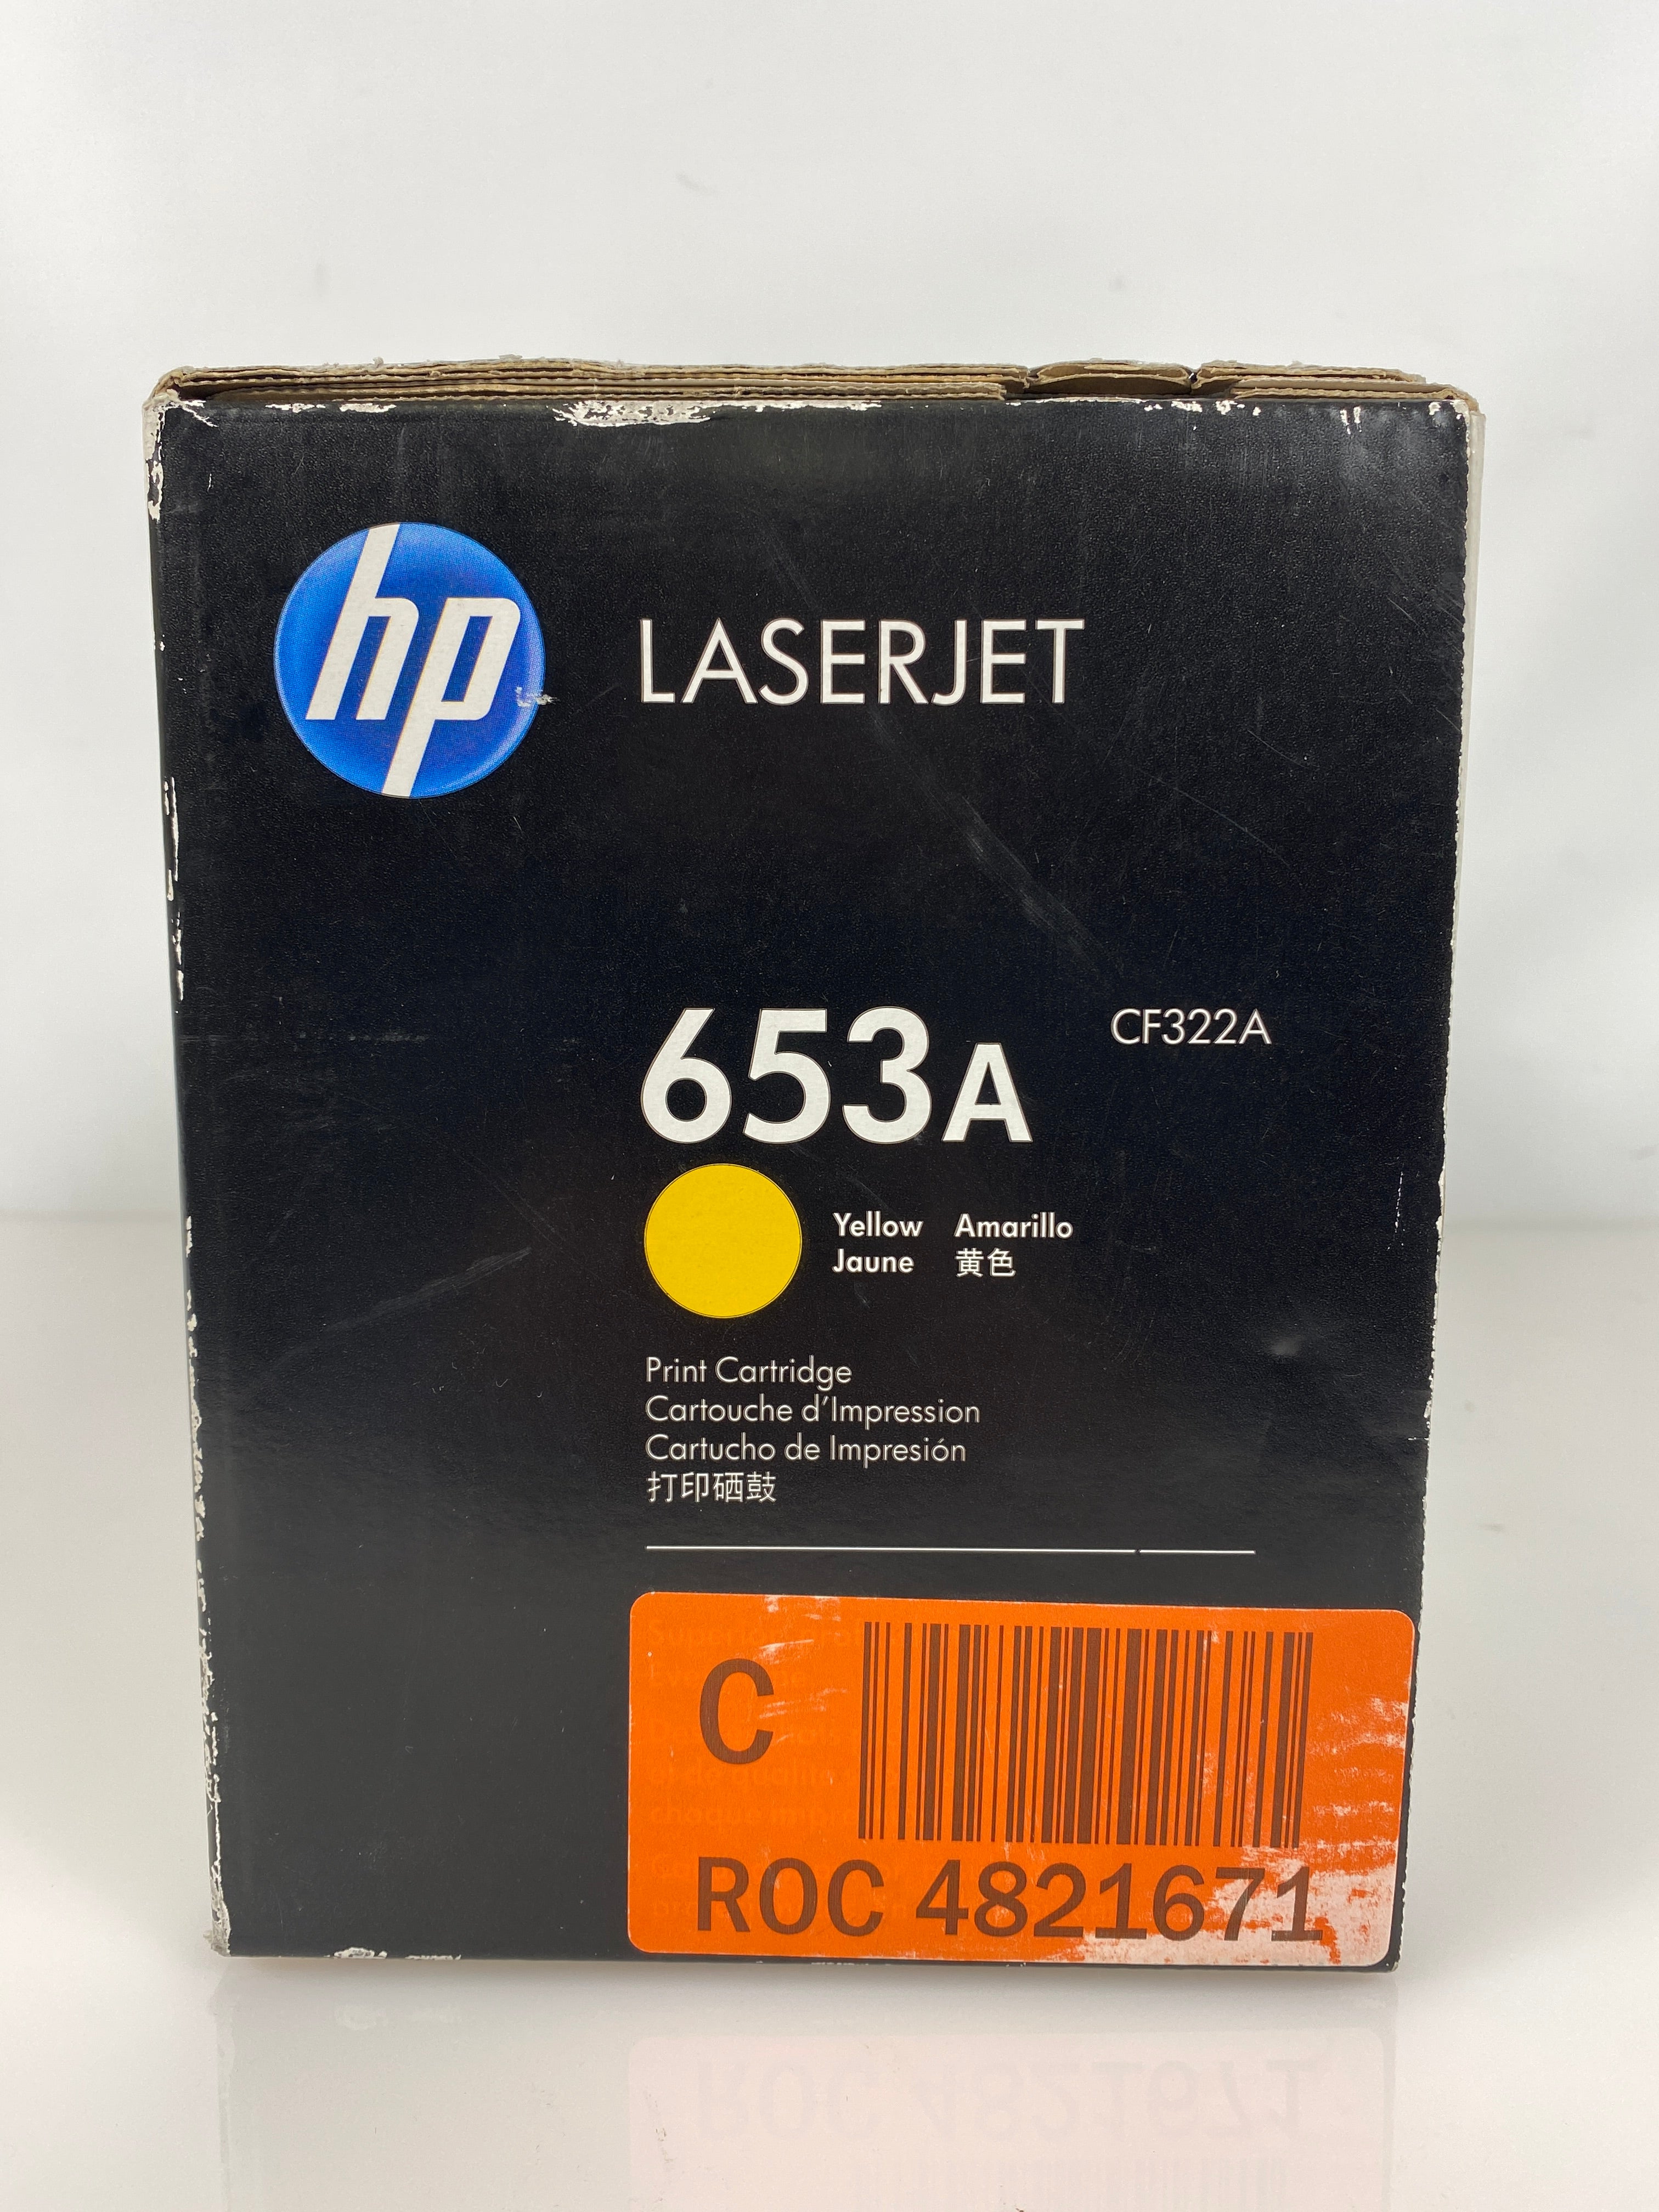 hp LASERJET
653A CF322A
Yellow Amarillo
Jaune 黄色
Print Cartridge
Cartouche d'Impression
Cartucho de Impresión
打印硒鼓
C
ROC 4821671